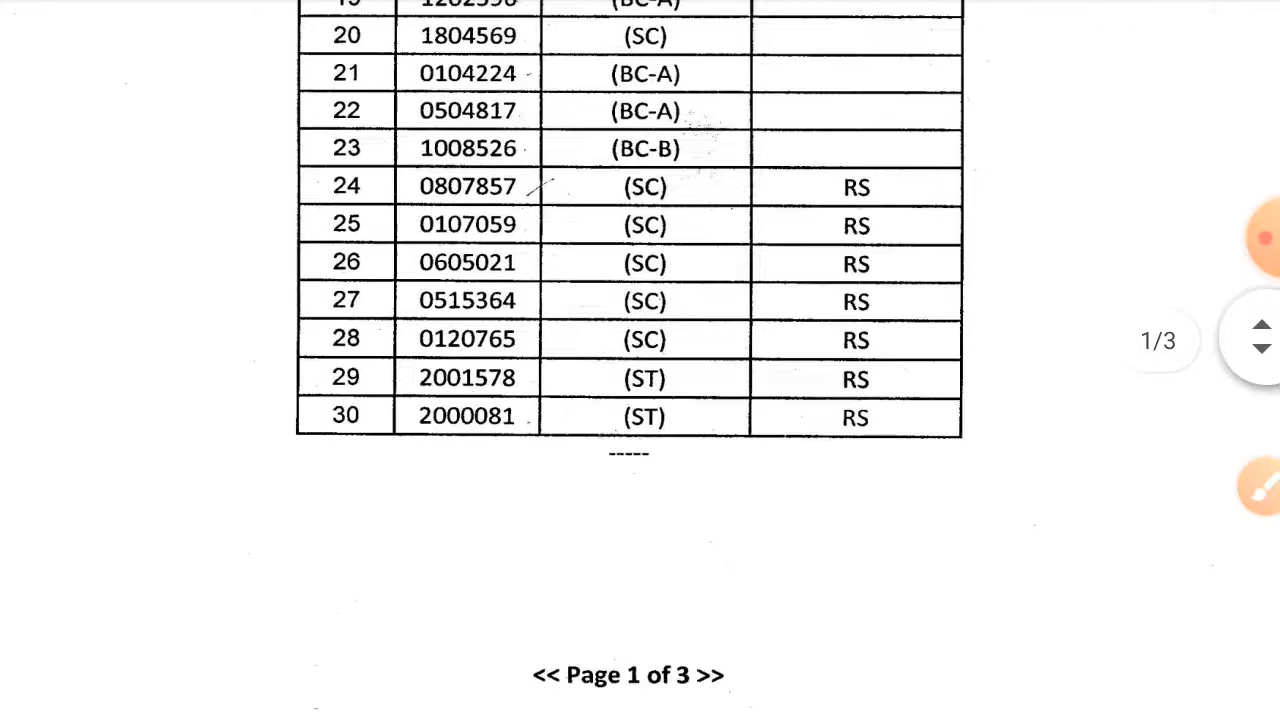 20 1804569 (SC)
21 0104224 (BC-A)
22 0504817 (BC-A)
23 1008526 (BC-B)
24 0807857 (SC) RS
25 0107059 (SC) RS
26 0605021 (SC) RS
27 0515364 (SC) RS
28 0120765 (SC) RS
29 2001578 (ST) RS
30 2000081 (ST) RS
-----
1/3
<< Page 1 of 3 >>